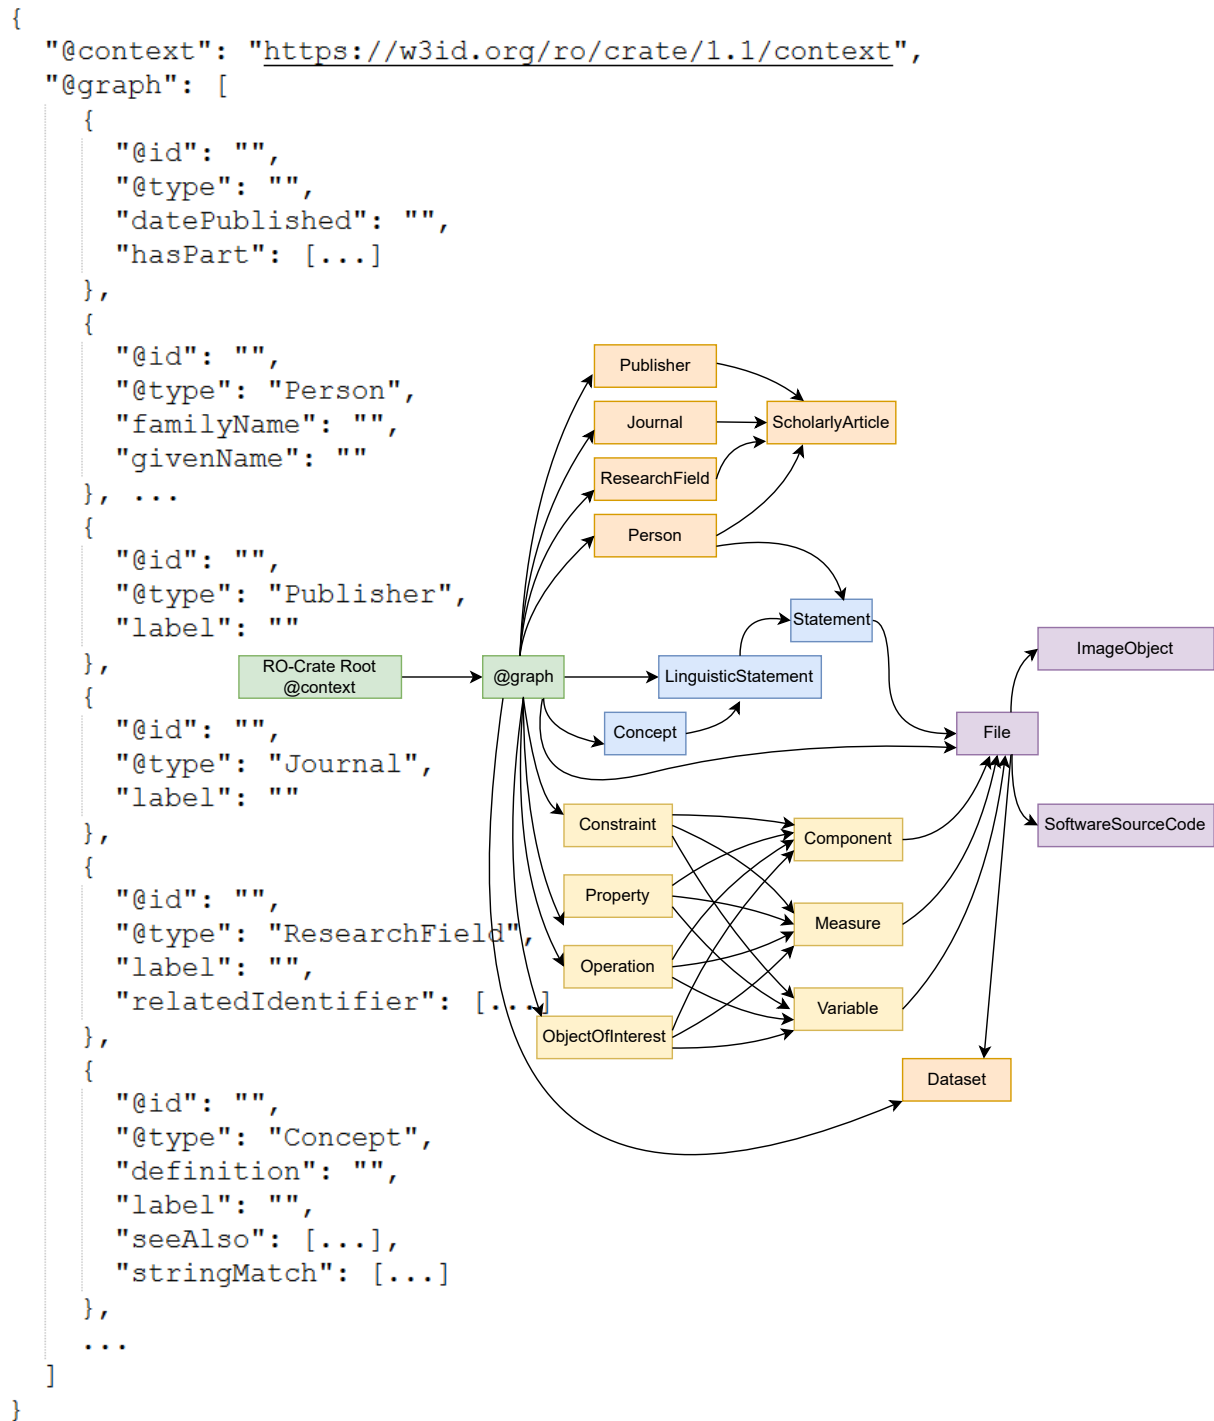 {
"@context": "https://w3id.org/ro/crate/1.1/context",
"@graph": [
{
"@id": "",
"@type": "",
"datePublished": "",
"hasPart": [...]
},
{
"@id": "",
"@type": "Person",
"familyName": "",
"givenName": ""
}, ...
{
"@id": "",
"@type": "Publisher",
"label": ""
},
{
"@id": "",
"@type": "Journal",
"label": ""
},
{
"@id": "",
"@type": "ResearchField",
"label": "",
"relatedIdentifier": [...]
},
{
"@id": "",
"@type": "Concept",
"definition": "",
"label": "",
"seeAlso": [...],
"stringMatch": [...]
},
...
]
}
RO-Crate Root
@context
@graph
Publisher
Journal
ResearchField
Person
ScholarlyArticle
Statement
LinguisticStatement
Concept
File
ImageObject
SoftwareSourceCode
Constraint
Property
Operation
ObjectOfInterest
Component
Measure
Variable
Dataset